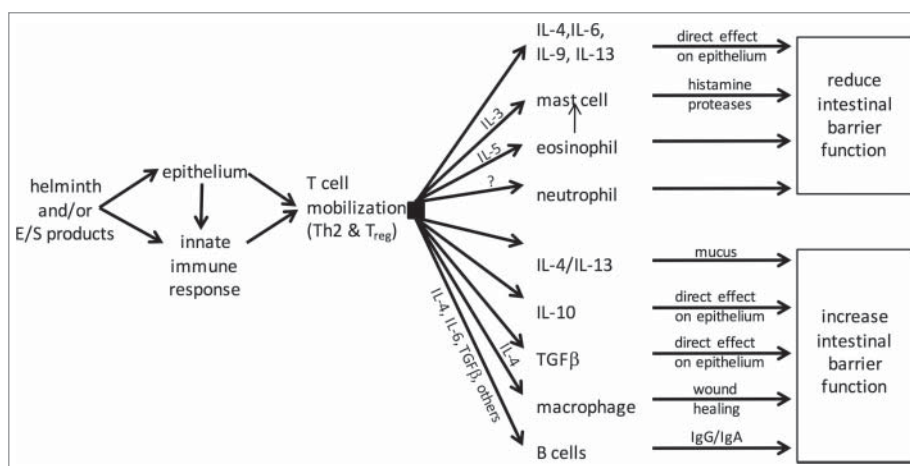 helminth
and/or
E/S products
epithelium
innate
immune
response
T cell
mobilization
(Th2 & Treg)
IL-3
IL-5
?
IL-4
IL-4, IL-6, TGFβ, others
IL-4,IL-6,
IL-9, IL-13
mast cell
eosinophil
neutrophil
IL-4/IL-13
IL-10
TGFβ
macrophage
B cells
direct effect
on epithelium
histamine
proteases
mucus
direct effect
on epithelium
direct effect
on epithelium
wound
healing
IgG/IgA
reduce
intestinal
barrier
function
increase
intestinal
barrier
function